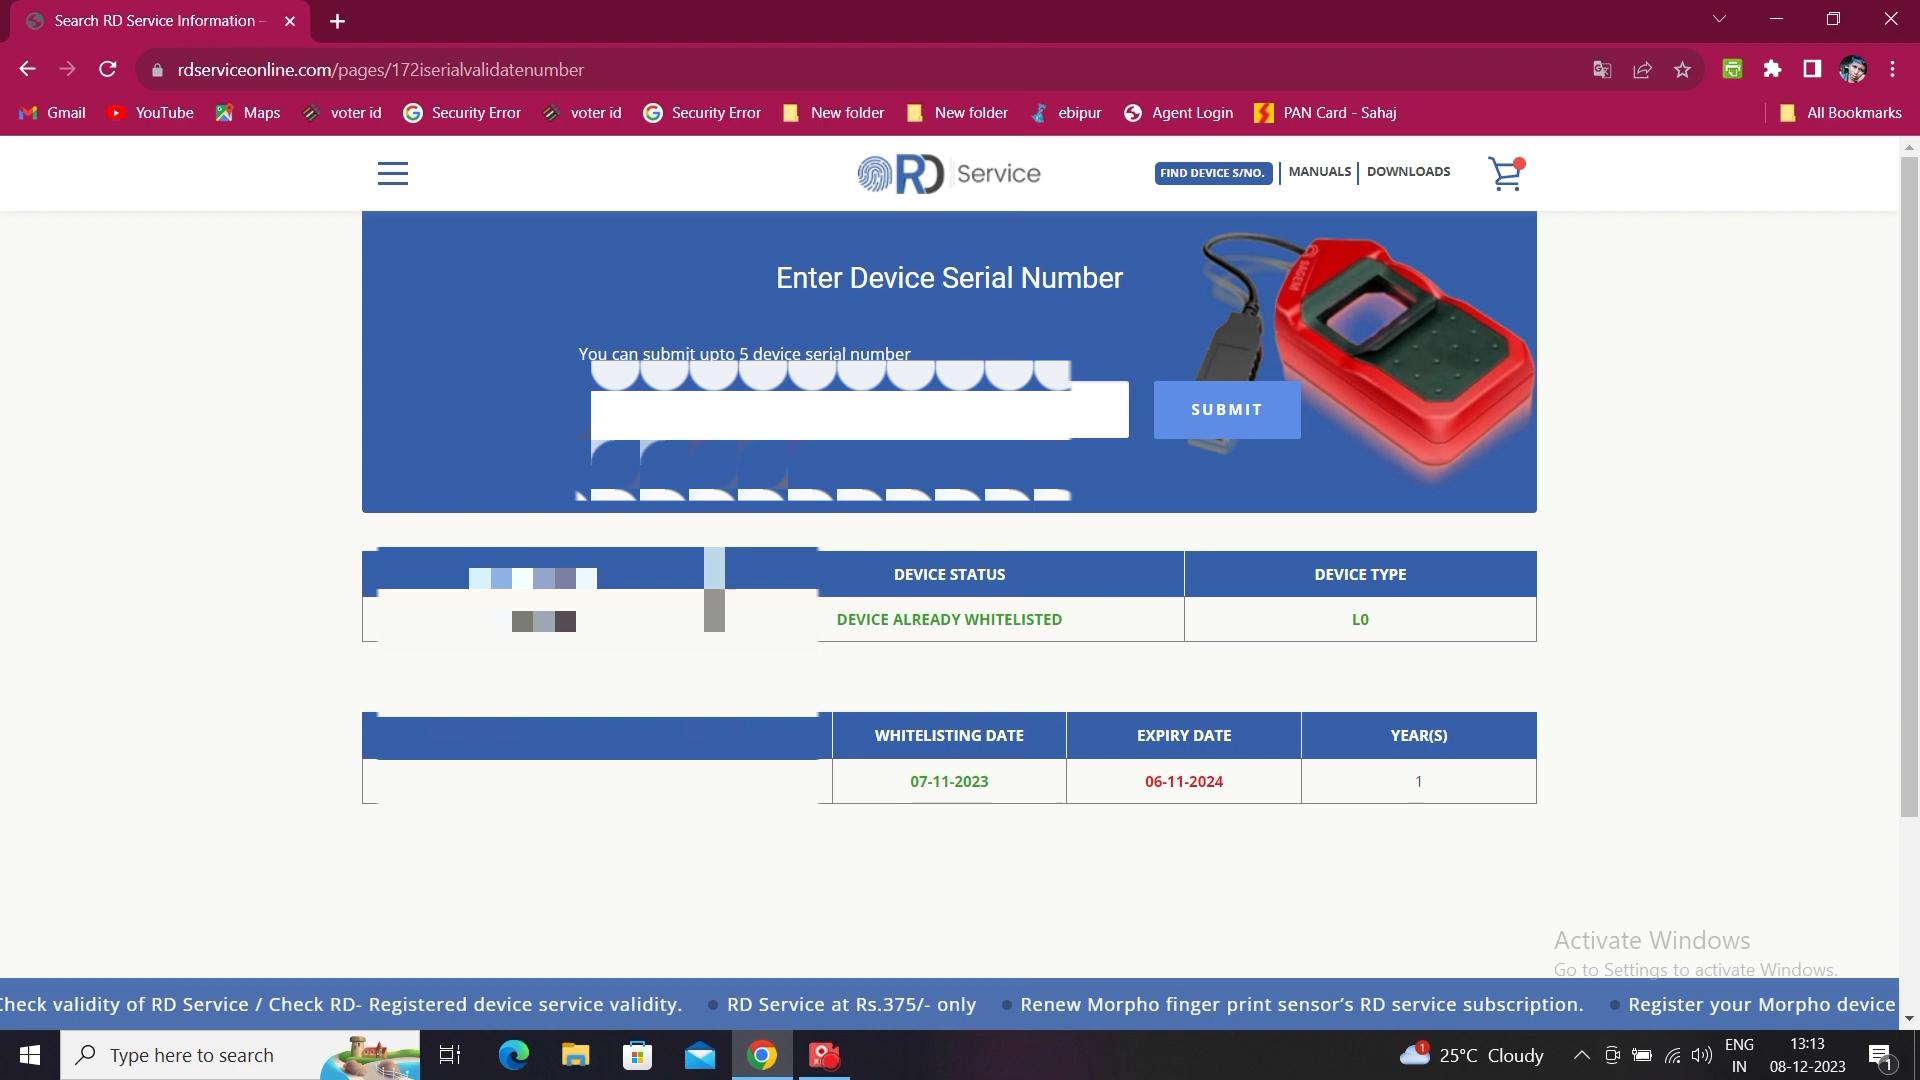 Search RD Service Information -
rdserviceonline.com/pages/172iserialvalidatenumber
Gmail YouTube Maps voter id Security Error voter id Security Error New folder New folder ebipur Agent Login PAN Card - Sahaj All Bookmarks
RD Service FIND DEVICE S/NO. MANUALS DOWNLOADS
SAGEM
Enter Device Serial Number
You can submit upto 5 device serial number
SUBMIT
DEVICE STATUS DEVICE TYPE
DEVICE ALREADY WHITELISTED L0
WHITELISTING DATE EXPIRY DATE YEAR(S)
07-11-2023 06-11-2024 1
Activate Windows
Go to Settings to activate Windows.
Check validity of RD Service / Check RD- Registered device service validity. • RD Service at Rs.375/- only • Renew Morpho finger print sensor’s RD service subscription. • Register your Morpho device
Type here to search
1 25°C Cloudy ENG 13:13
IN 08-12-2023 1